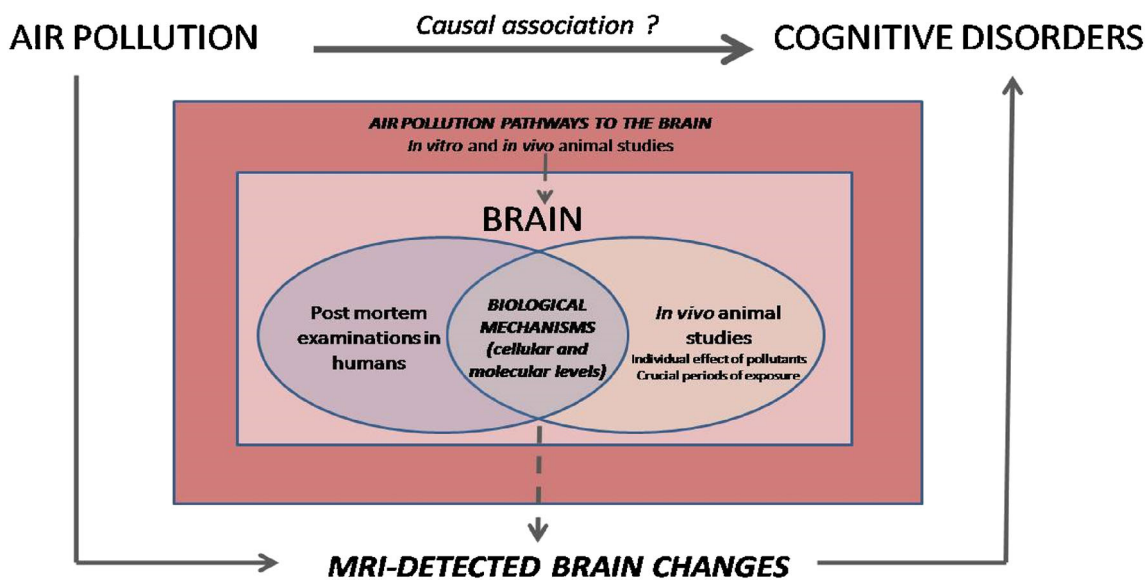 Causal association ?
AIR POLLUTION
COGNITIVE DISORDERS
AIR POLLUTION PATHWAYS TO THE BRAIN
In vitro and in vivo animal studies
BRAIN
Post mortem
examinations in
humans
BIOLOGICAL
MECHANISMS
(cellular and
molecular levels)
In vivo animal
studies
Individual effect of pollutants
Crucial periods of exposure
MRI-DETECTED BRAIN CHANGES